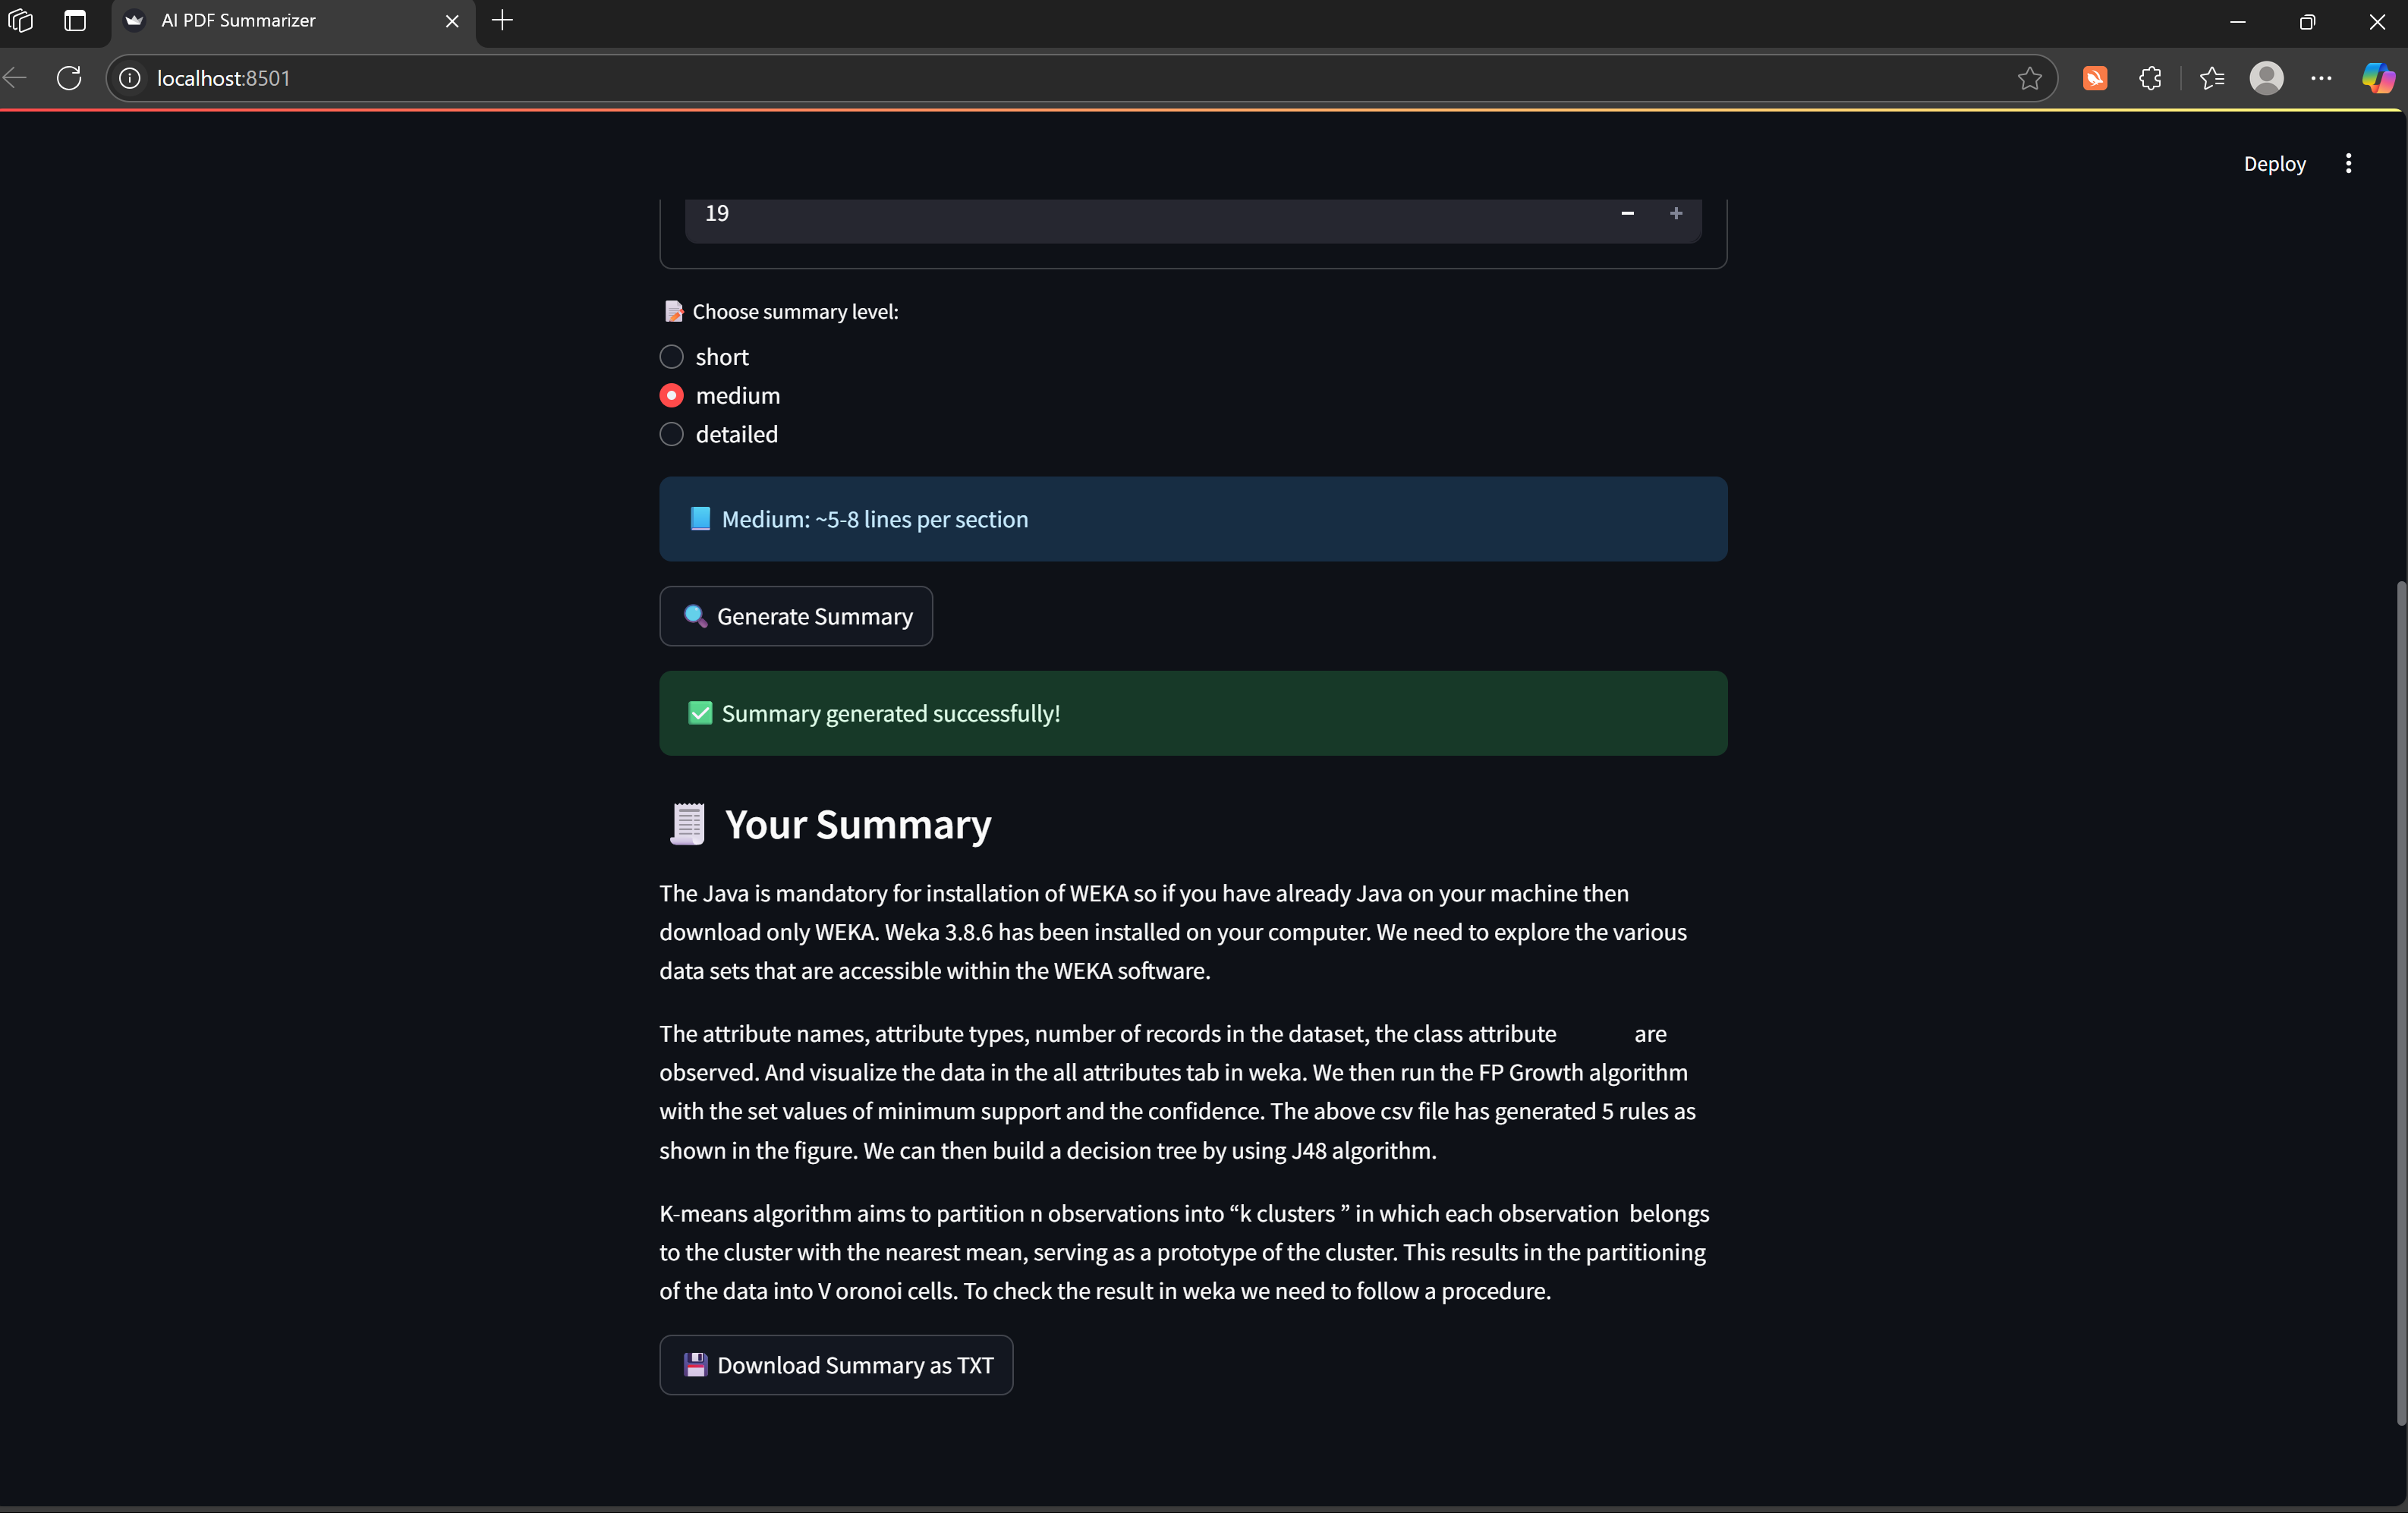 AI PDF Summarizer
localhost:8501
Deploy
19
Choose summary level:
short
medium
detailed
Medium: ~5-8 lines per section
Generate Summary
Summary generated successfully!
Your Summary
The Java is mandatory for installation of WEKA so if you have already Java on your machine then
download only WEKA. Weka 3.8.6 has been installed on your computer. We need to explore the various
data sets that are accessible within the WEKA software.
The attribute names, attribute types, number of records in the dataset, the class attribute are
observed. And visualize the data in the all attributes tab in weka. We then run the FP Growth algorithm
with the set values of minimum support and the confidence. The above csv file has generated 5 rules as
shown in the figure. We can then build a decision tree by using J48 algorithm.
K-means algorithm aims to partition n observations into “k clusters ” in which each observation belongs
to the cluster with the nearest mean, serving as a prototype of the cluster. This results in the partitioning
of the data into V oronoi cells. To check the result in weka we need to follow a procedure.
Download Summary as TXT